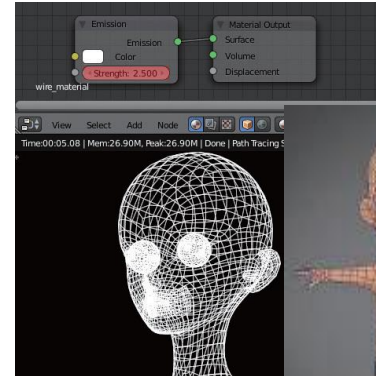 Emission
Emission
Color
Strength: 2.500
Material Output
Surface
Volume
Displacement
wire_material
View Select Add Node
Time:00:05.08 | Mem:26.90M, Peak:26.90M | Done | Path Tracing S